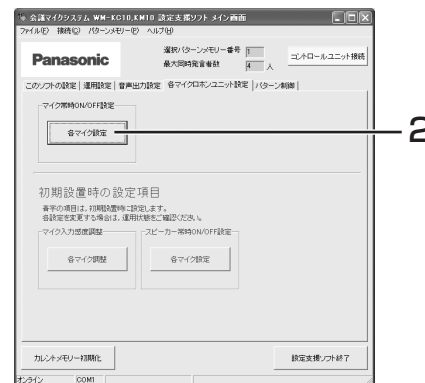 会議マイクシステム WM-KC10,KM10 設定支援ソフト メイン画面
ファイル(F) 接続(C) パターンメモリー(P) ヘルプ(H)
Panasonic
選択パターンメモリー番号 1
最大同時発言者数 4 人
コントロールユニット接続
このソフトの設定 運用設定 音声出力設定 各マイクロホンユニット設定 パターン制御
マイク常時ON/OFF設定
各マイク設定
2
初期設置時の設定項目
青字の項目は、初期設置時に設定します。
各設定を変更する場合は、運用状態をご確認ください。
マイク入力感度調整 スピーカー常時ON/OFF設定
各マイク調整 各マイク設定
カレントメモリー初期化 設定支援ソフト終了
オンライン COM1